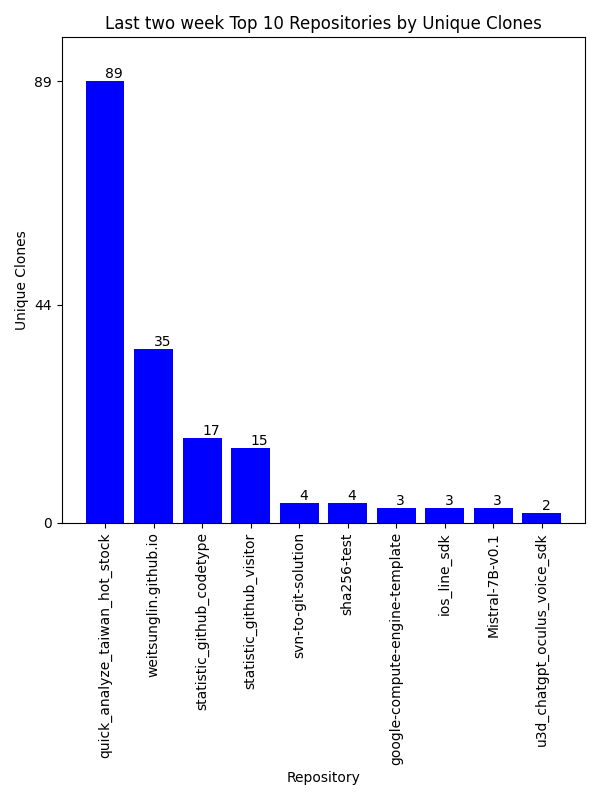 Last two week Top 10 Repositories by Unique Clones
Unique Clones
89
44
0
89
35
17
15
4
4
3
3
3
2
quick_analyze_taiwan_hot_stock
weitsunglin.github.io
statistic_github_codetype
statistic_github_visitor
svn-to-git-solution
sha256-test
google-compute-engine-template
ios_line_sdk
Mistral-7B-v0.1
u3d_chatgpt_oculus_voice_sdk
Repository